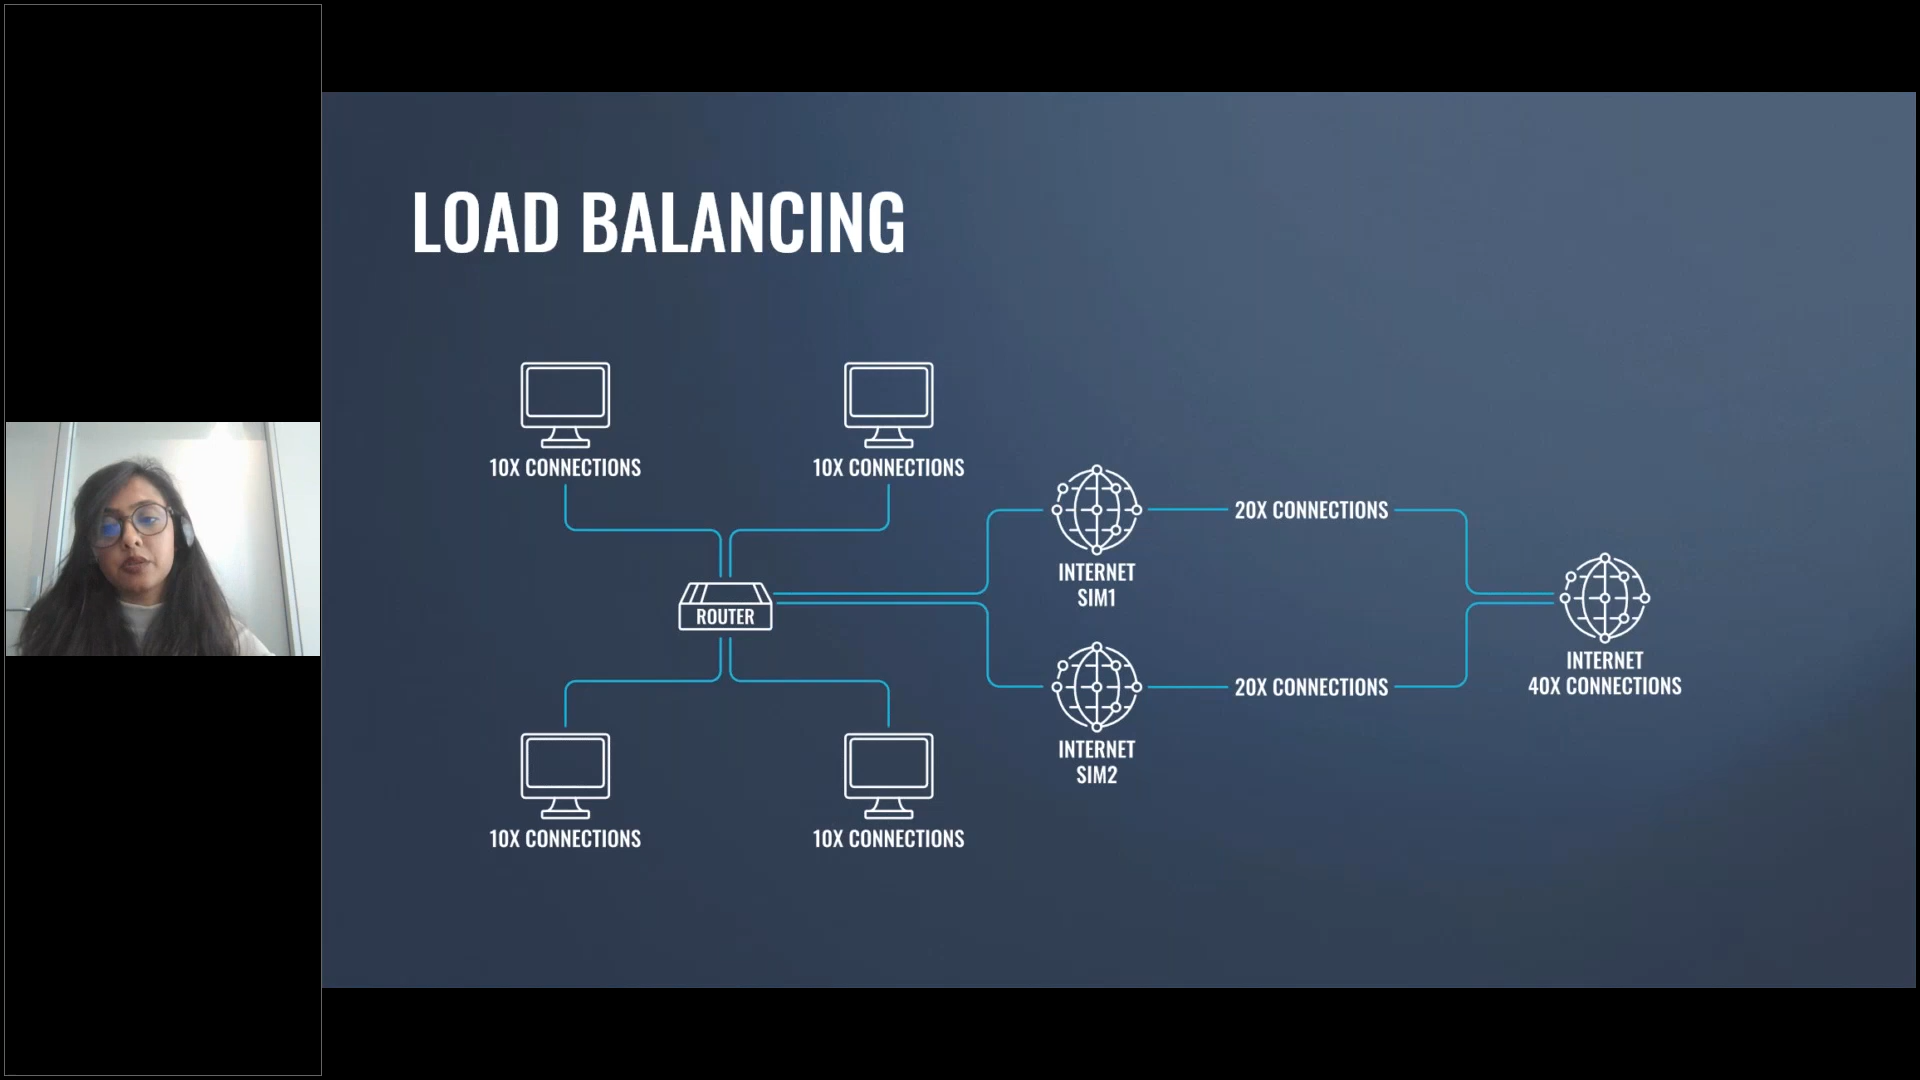 LOAD BALANCING
10X CONNECTIONS
10X CONNECTIONS
ROUTER
10X CONNECTIONS
10X CONNECTIONS
INTERNET
SIM1
20X CONNECTIONS
INTERNET
SIM2
20X CONNECTIONS
INTERNET
40X CONNECTIONS